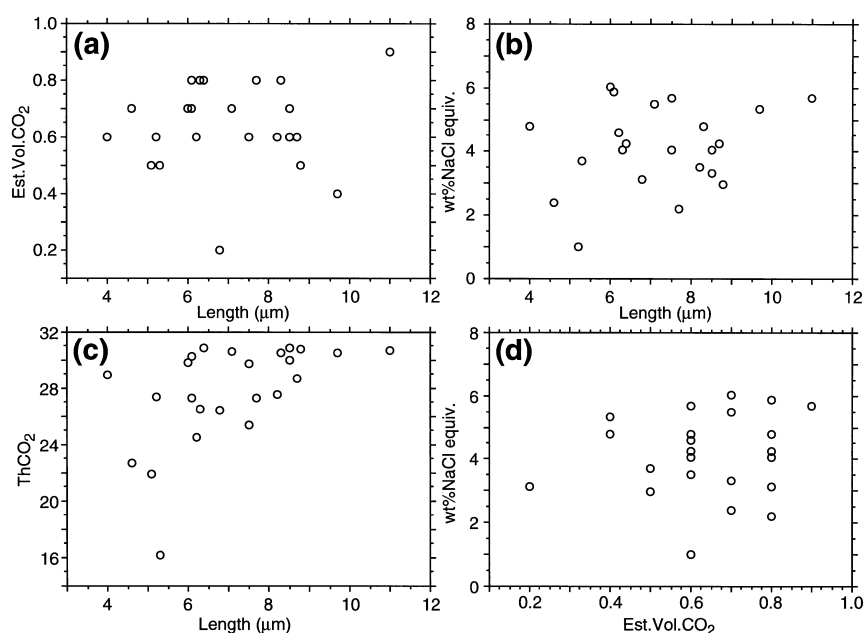 (a)
1.0
0.8
0.6
0.4
0.2
Est.Vol.CO2
4 6 8 10 12
Length (μm)
(b)
8
6
4
2
0
wt%NaCl equiv.
4 6 8 10 12
Length (μm)
(c)
32
28
24
20
16
ThCO2
4 6 8 10 12
Length (μm)
(d)
8
6
4
2
0
wt%NaCl equiv.
0.2 0.4 0.6 0.8 1.0
Est.Vol.CO2